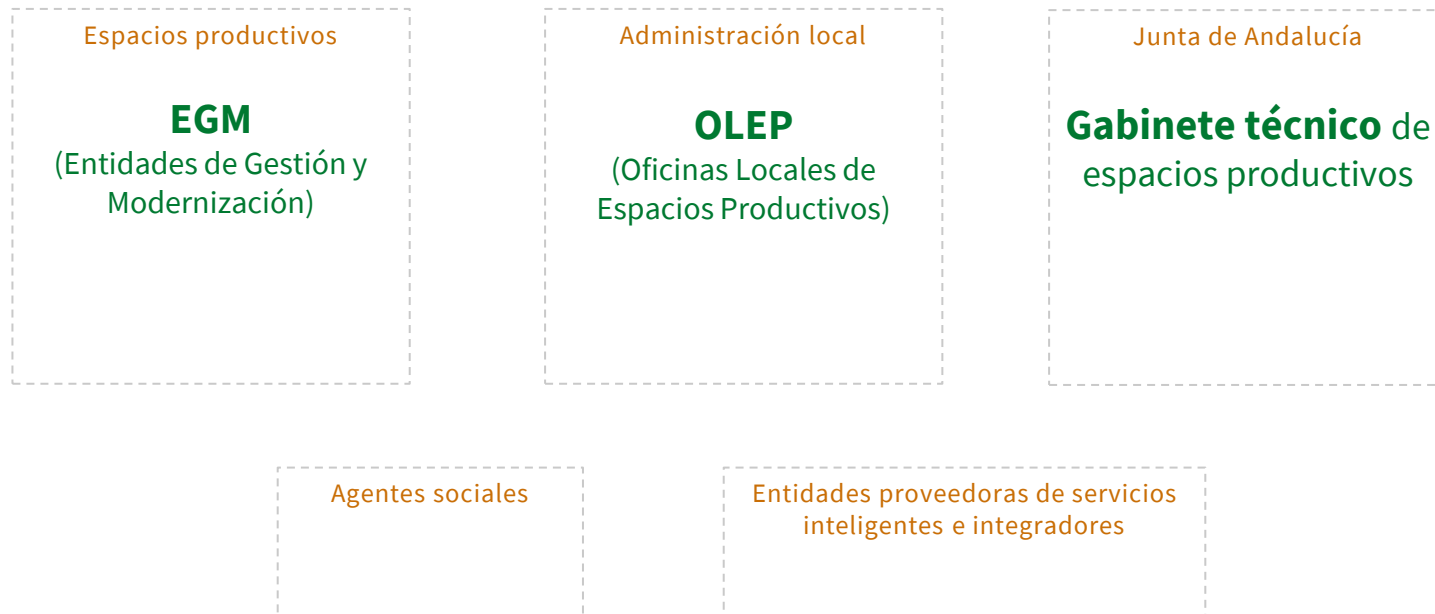 Espacios productivos
EGM
(Entidades de Gestión y
Modernización)
Administración local
OLEP
(Oficinas Locales de
Espacios Productivos)
Junta de Andalucía
Gabinete técnico de
espacios productivos
Agentes sociales
Entidades proveedoras de servicios
inteligentes e integradores